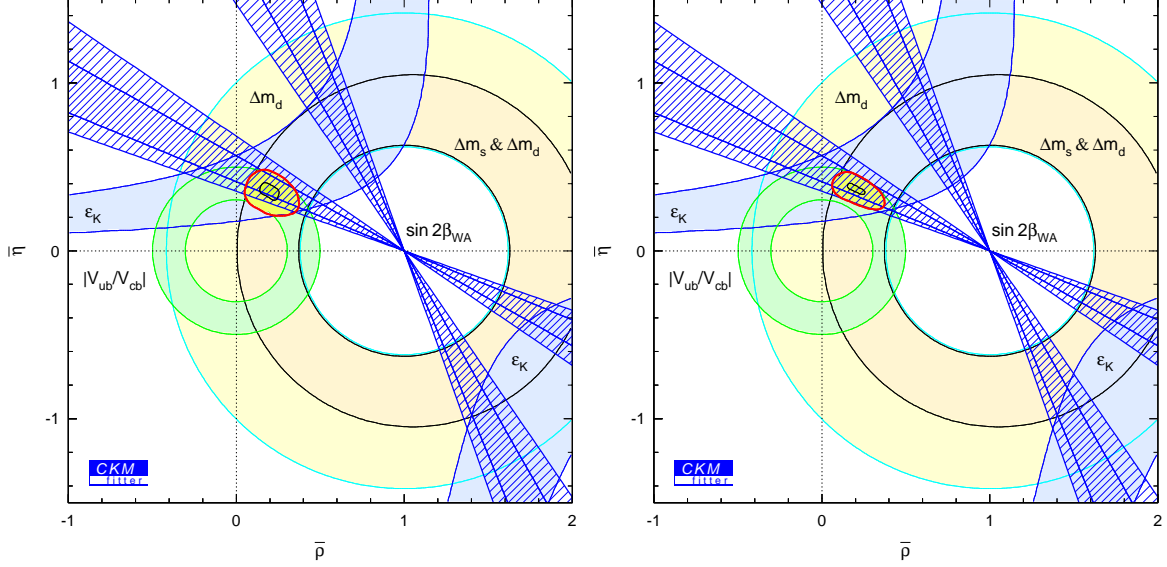 1
Δm_d
Δm_s & Δm_d
ε_K
sin 2β_WA
0
η̅
|V_ub/V_cb|
ε_K
-1
CKM
fitter
-1 0 1 2
ρ̅
1
Δm_d
Δm_s & Δm_d
ε_K
sin 2β_WA
0
η̅
|V_ub/V_cb|
ε_K
-1
CKM
fitter
-1 0 1 2
ρ̅